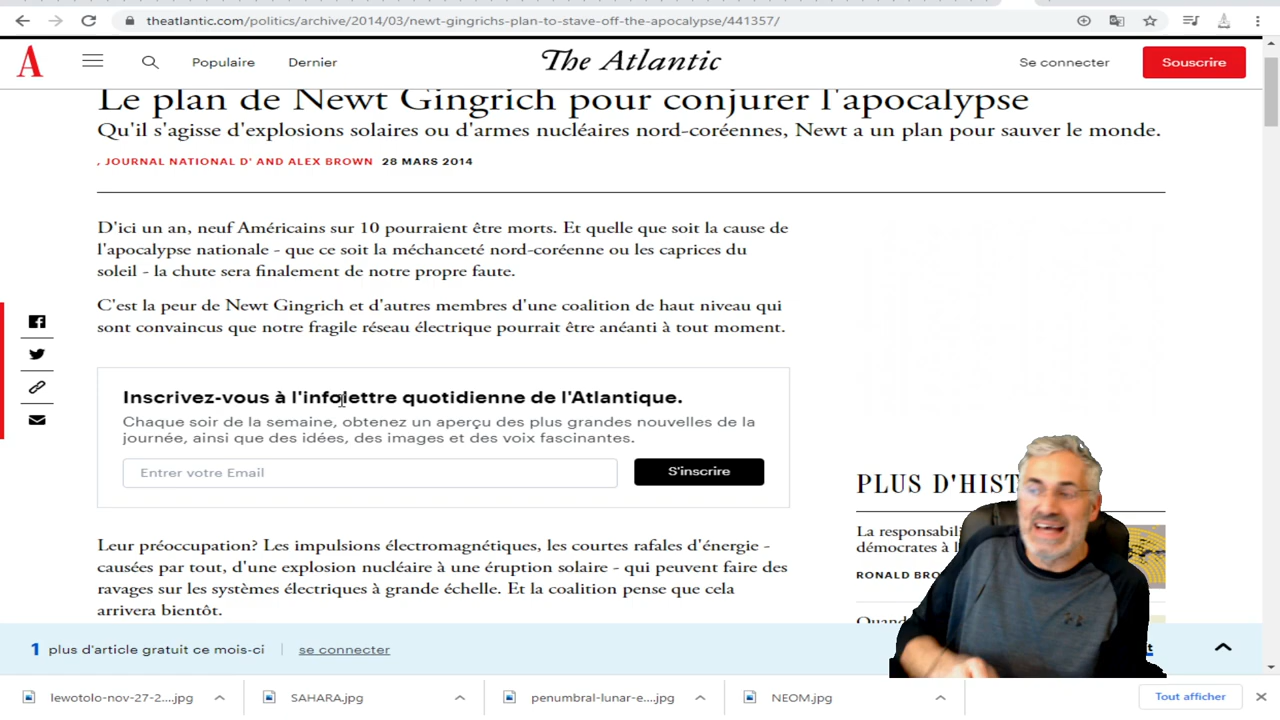 theatlantic.com/politics/archive/2014/03/newt-gingrichs-plan-to-stave-off-the-apocalypse/441357/
A
Populaire
Dernier
The Atlantic
Se connecter
Souscrire
Le plan de Newt Gingrich pour conjurer l'apocalypse
Qu'il s'agisse d'explosions solaires ou d'armes nucléaires nord-coréennes, Newt a un plan pour sauver le monde.
, JOURNAL NATIONAL D' AND ALEX BROWN 28 MARS 2014
D'ici un an, neuf Américains sur 10 pourraient être morts. Et quelle que soit la cause de
l'apocalypse nationale - que ce soit la méchanceté nord-coréenne ou les caprices du
soleil - la chute sera finalement de notre propre faute.
C'est la peur de Newt Gingrich et d'autres membres d'une coalition de haut niveau qui
sont convaincus que notre fragile réseau électrique pourrait être anéanti à tout moment.
Inscrivez-vous à l'infolettre quotidienne de l'Atlantique.
Chaque soir de la semaine, obtenez un aperçu des plus grandes nouvelles de la
journée, ainsi que des idées, des images et des voix fascinantes.
Entrer votre Email
S'inscrire
Leur préoccupation? Les impulsions électromagnétiques, les courtes rafales d'énergie -
causées par tout, d'une explosion nucléaire à une éruption solaire - qui peuvent faire des
ravages sur les systèmes électriques à grande échelle. Et la coalition pense que cela
arrivera bientôt.
PLUS D'HIST
La responsabili
démocrates à l
RONALD BRO
Quand
1 plus d'article gratuit ce mois-ci
se connecter
lewotolo-nov-27-2....jpg
SAHARA.jpg
penumbral-lunar-e....jpg
NEOM.jpg
Tout afficher